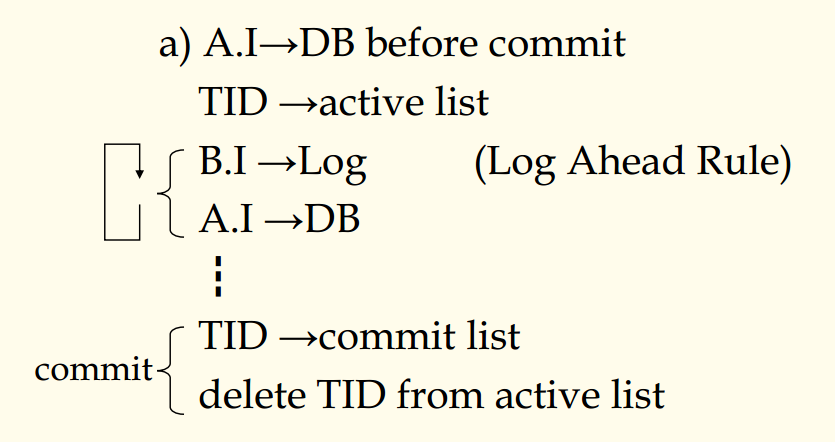 a) A.I→DB before commit
TID →active list
B.I →Log (Log Ahead Rule)
A.I →DB
TID →commit list
commit
delete TID from active list